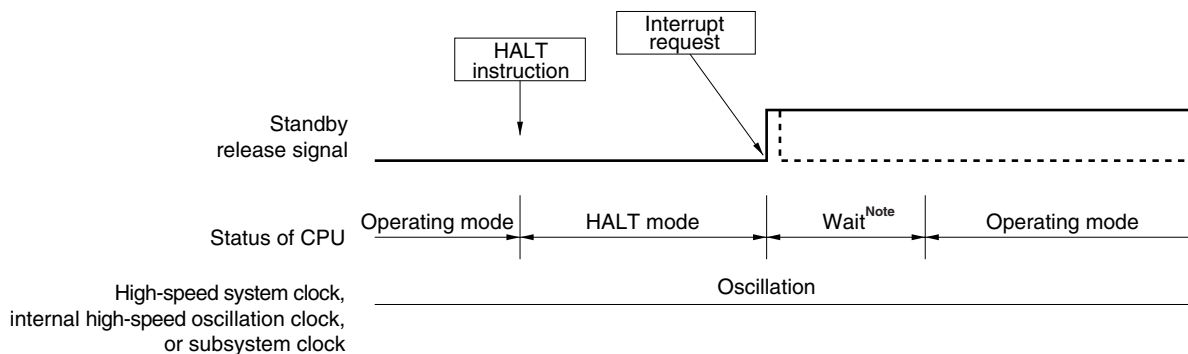 Interrupt
request
HALT
instruction
Standby
release signal
Status of CPU
Operating mode
HALT mode
Wait Note
Operating mode
High-speed system clock,
internal high-speed oscillation clock,
or subsystem clock
Oscillation